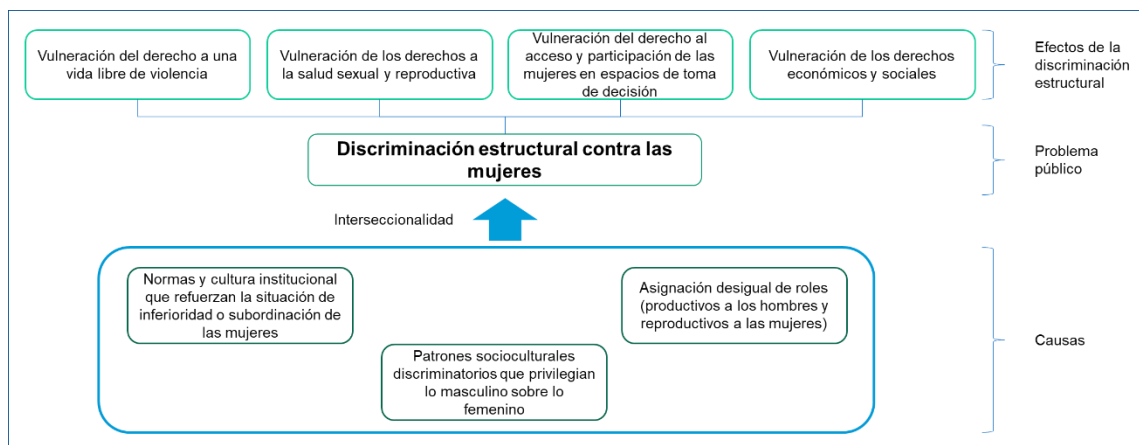 Vulneración del derecho a una
vida libre de violencia
Vulneración de los derechos a
la salud sexual y reproductiva
Vulneración del derecho al
acceso y participación de las
mujeres en espacios de toma
de decisión
Vulneración de los derechos
económicos y sociales
Efectos de la
discriminación
estructural
Discriminación estructural contra las
mujeres
Problema
público
Interseccionalidad
Normas y cultura institucional
que refuerzan la situación de
inferioridad o subordinación de
las mujeres
Patrones socioculturales
discriminatorios que privilegian
lo masculino sobre lo
femenino
Asignación desigual de roles
(productivos a los hombres y
reproductivos a las mujeres)
Causas